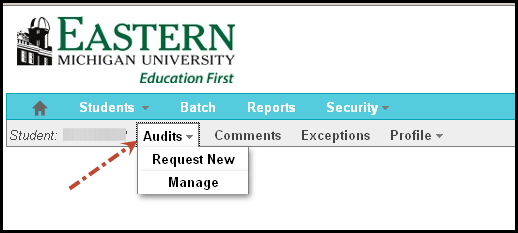 EASTERN
MICHIGAN UNIVERSITY
Education First
Students Batch Reports Security
Student: Audits Comments Exceptions Profile
Request New
Manage